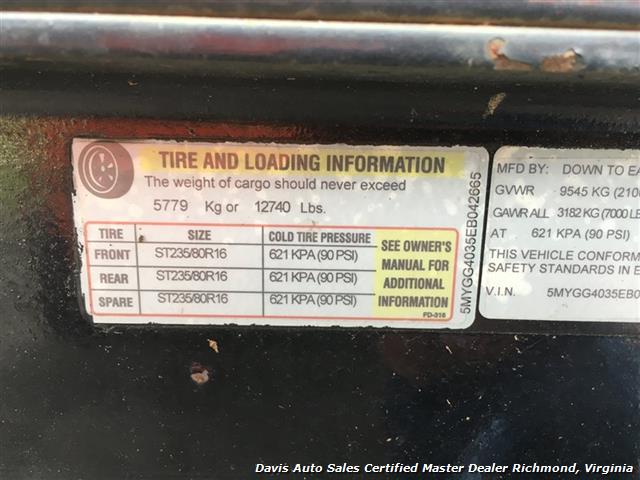 TIRE AND LOADING INFORMATION
The weight of cargo should never exceed
5779 Kg or 12740 Lbs.
TIRE SIZE COLD TIRE PRESSURE
FRONT ST235/80R16 621 KPA (90 PSI)
REAR ST235/80R16 621 KPA (90 PSI)
SPARE ST235/80R16 621 KPA (90 PSI)
SEE OWNER'S
MANUAL FOR
ADDITIONAL
INFORMATION
FD-316
5MYGG4035EB042665
MFD BY: DOWN TO EA
GVWR 9545 KG (210
GAWR ALL 3182 KG (7000 L
AT 621 KPA (90 PSI)
THIS VEHICLE CONFORM
SAFETY STANDARDS IN E
V.I.N. 5MYGG4035EB0
Davis Auto Sales Certified Master Dealer Richmond, Virginia